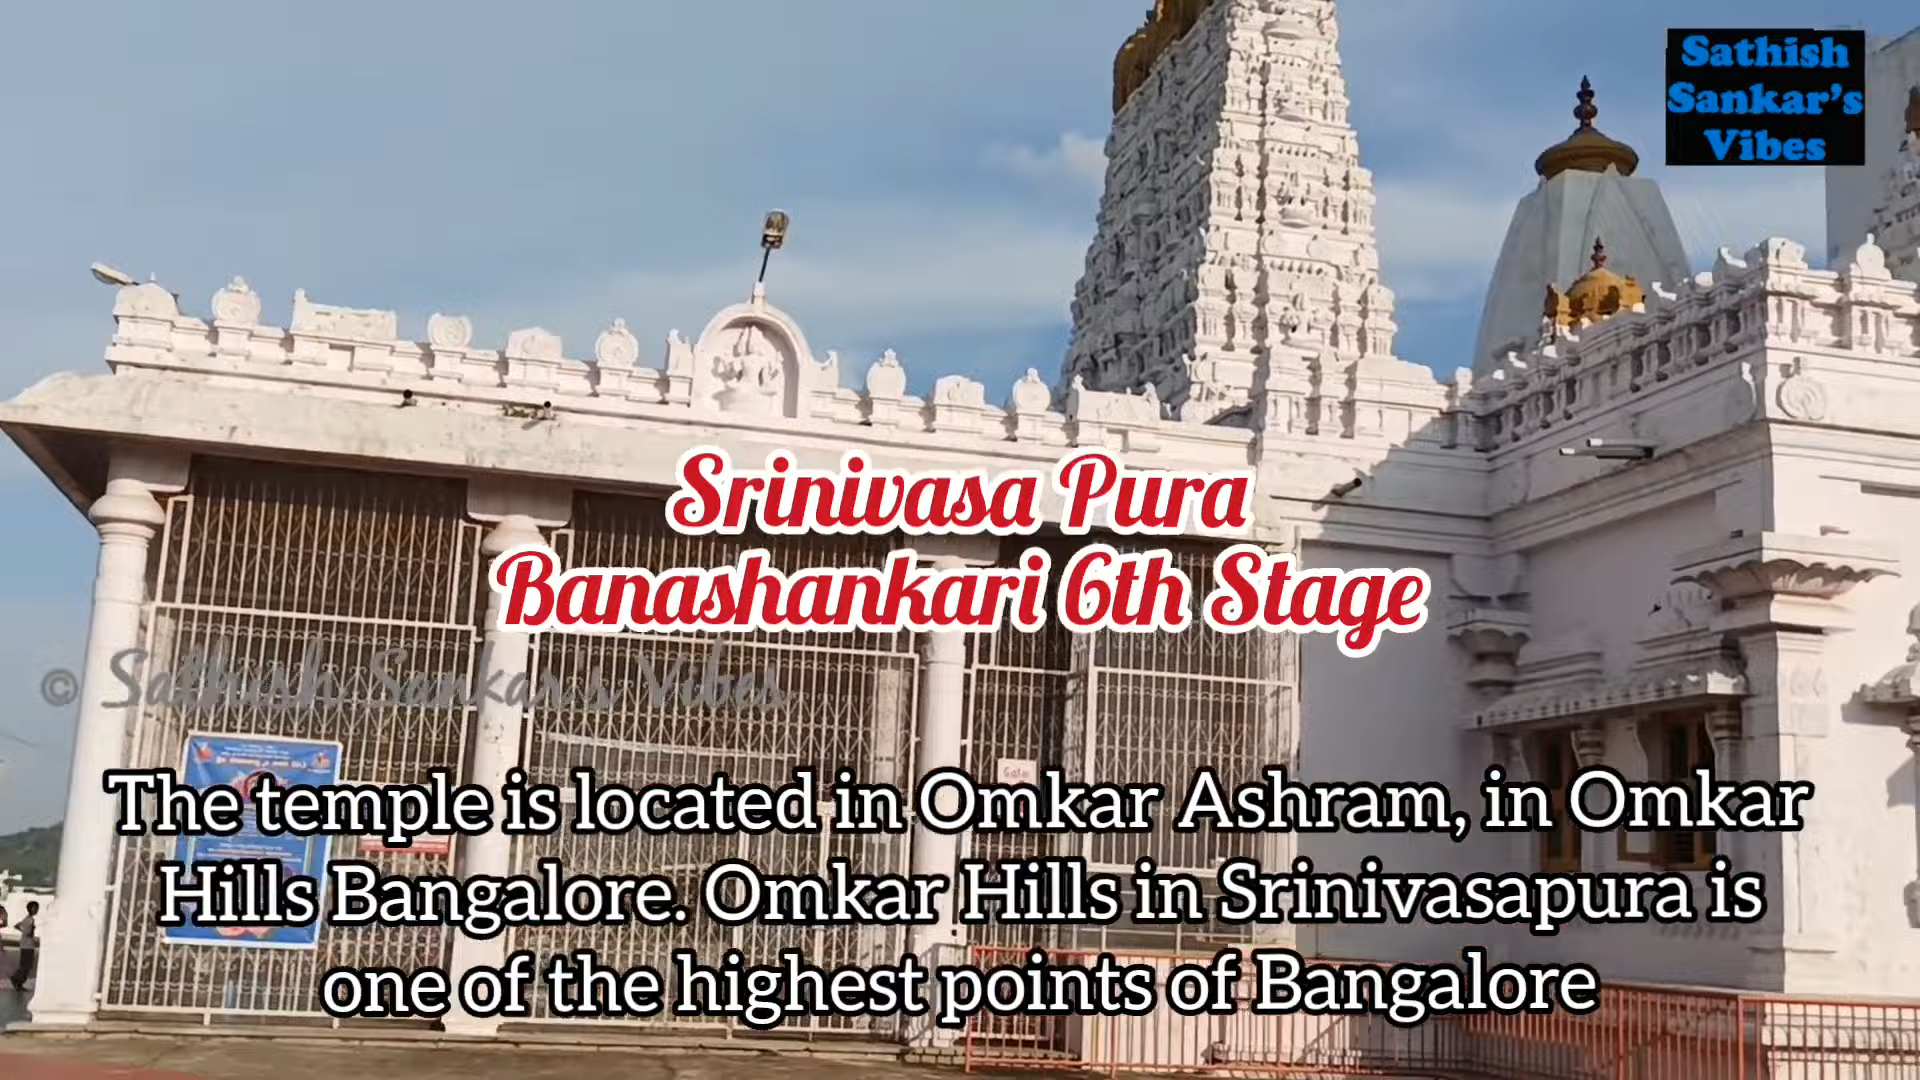 Sathish
Sankar's
Vibes
Srinivasa Pura
Banashankari 6th Stage
© Sathish Sankar's Vibes
The temple is located in Omkar Ashram, in Omkar
Hills Bangalore. Omkar Hills in Srinivasapura is
one of the highest points of Bangalore